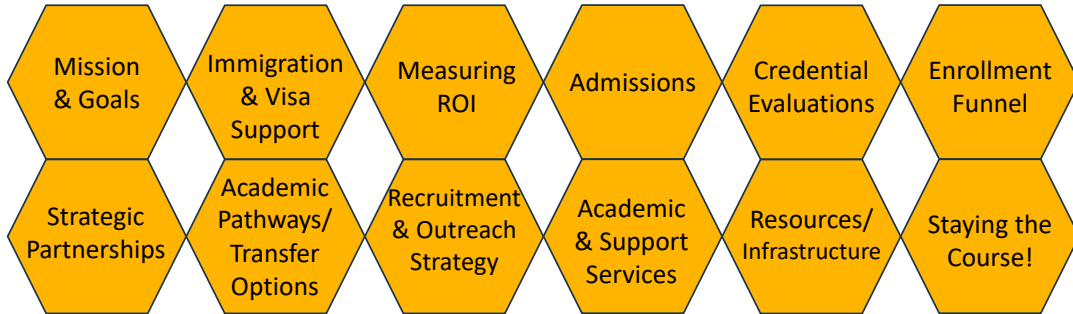 Mission
& Goals
Immigration
& Visa
Support
Measuring
ROI
Admissions
Credential
Evaluations
Enrollment
Funnel
Strategic
Partnerships
Academic
Pathways/
Transfer
Options
Recruitment
& Outreach
Strategy
Academic
& Support
Services
Resources/
Infrastructure
Staying the
Course!